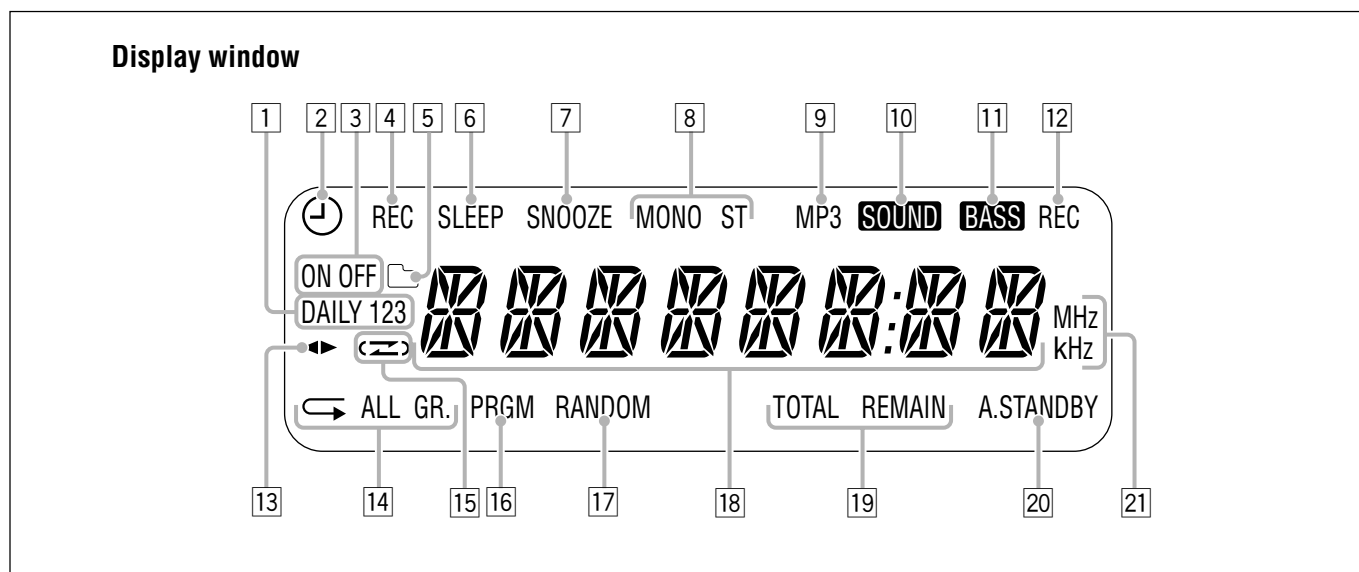 Display window
1 2 3 4 5 6 7 8 9 10 11 12
REC SLEEP SNOOZE MONO ST MP3 SOUND BASS REC
ON OFF
DAILY 123
MHz
kHz
ALL GR. PRGM RANDOM TOTAL REMAIN A.STANDBY
13 14 15 16 17 18 19 20 21